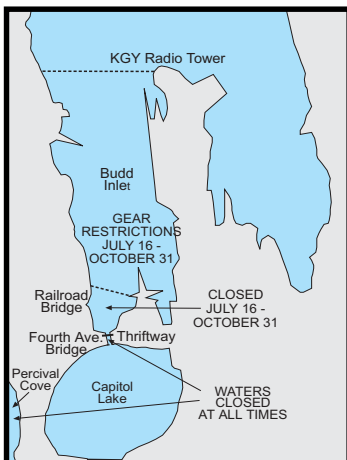 KGY Radio Tower
Budd
Inlet
GEAR
RESTRICTIONS
JULY 16 -
OCTOBER 31
Railroad
Bridge
CLOSED
JULY 16 -
OCTOBER 31
Fourth Ave.
Bridge
Thriftway
Percival
Cove
Capitol
Lake
WATERS
CLOSED
AT ALL TIMES